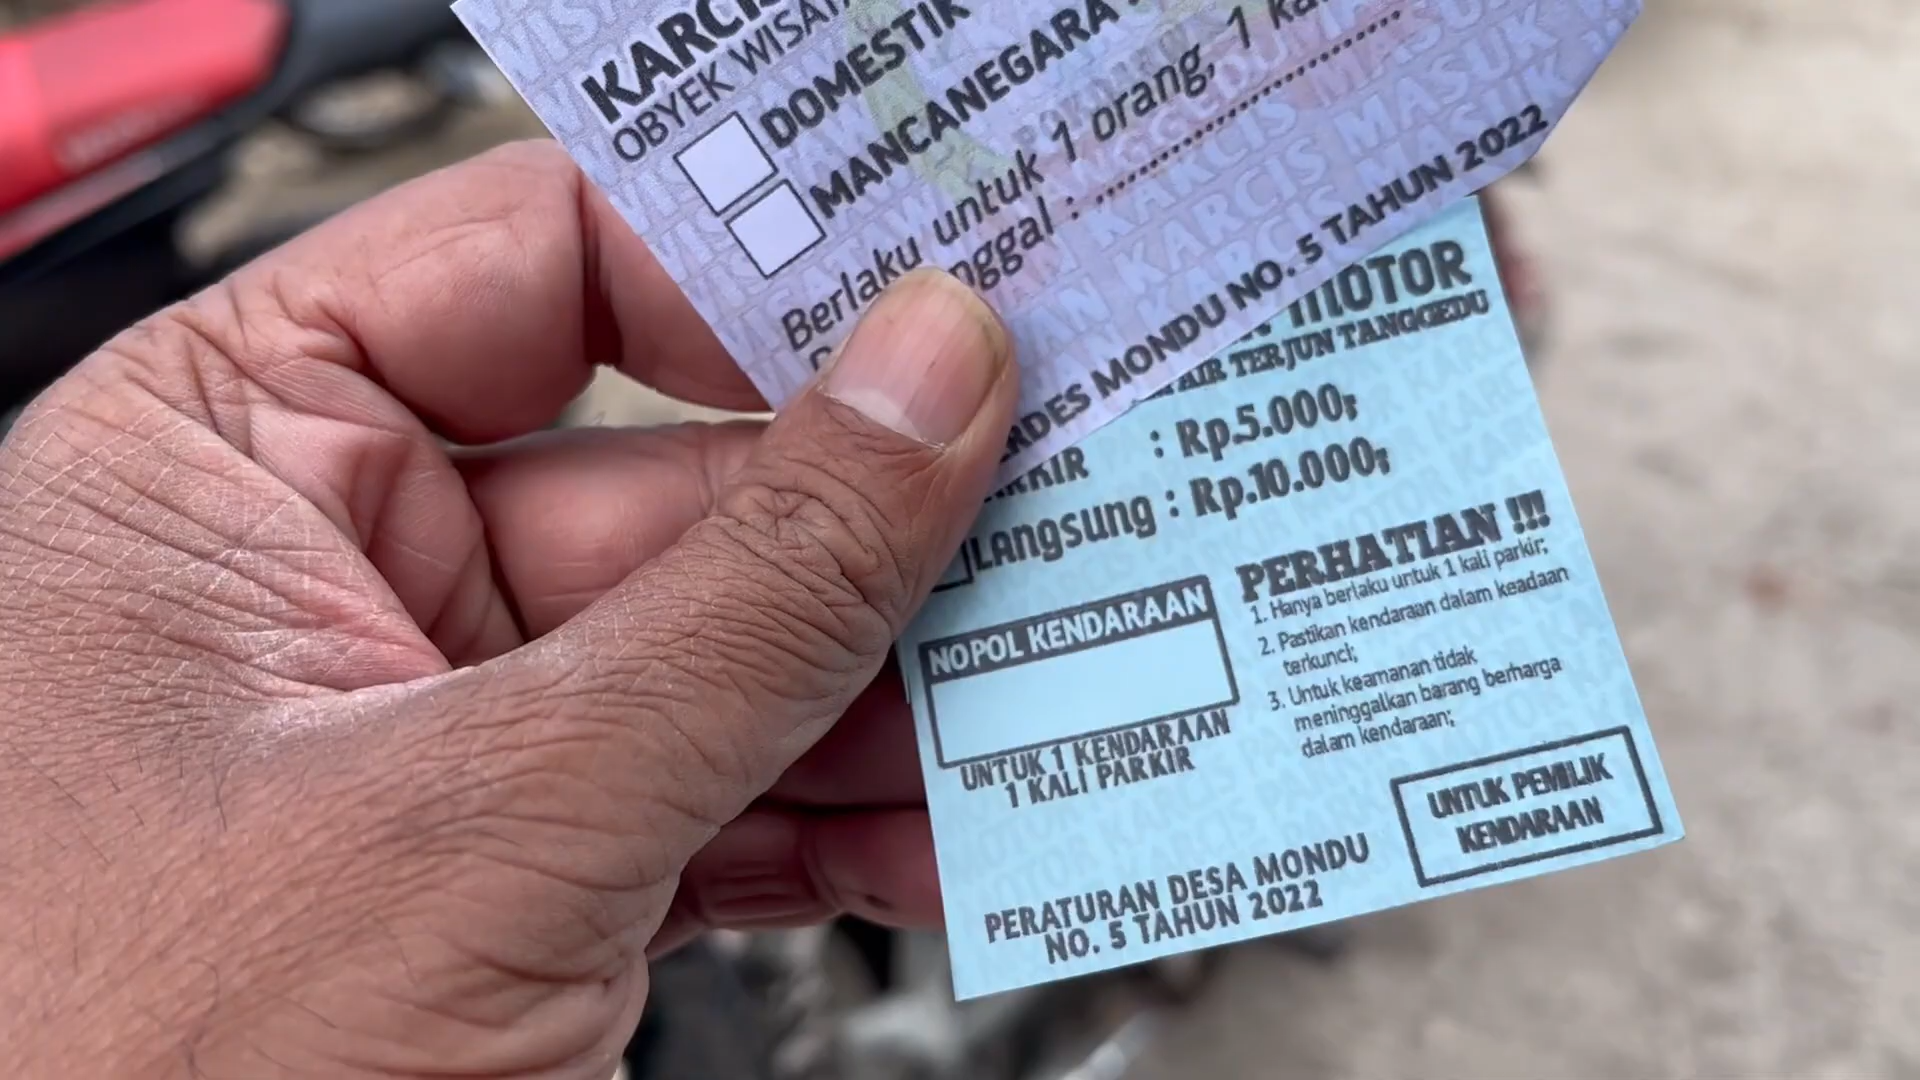 KARCIS
OBYEK WISATA
DOMESTIK
MANCANEGARA
Berlaku untuk 1 orang, 1
nggal : ........................
RDES MONDU NO. 5 TAHUN 2022
MOTOR
AIR TERJUN TANGGEDU
: Rp.5.000;
Langsung : Rp.10.000;
NOPOL KENDARAAN
UNTUK 1 KENDARAAN
1 KALI PARKIR
PERHATIAN !!!
1. Hanya berlaku untuk 1 kali parkir;
2. Pastikan kendaraan dalam keadaan
terkunci;
3. Untuk keamanan tidak
meninggalkan barang berharga
dalam kendaraan;
UNTUK PEMILIK
KENDARAAN
PERATURAN DESA MONDU
NO. 5 TAHUN 2022